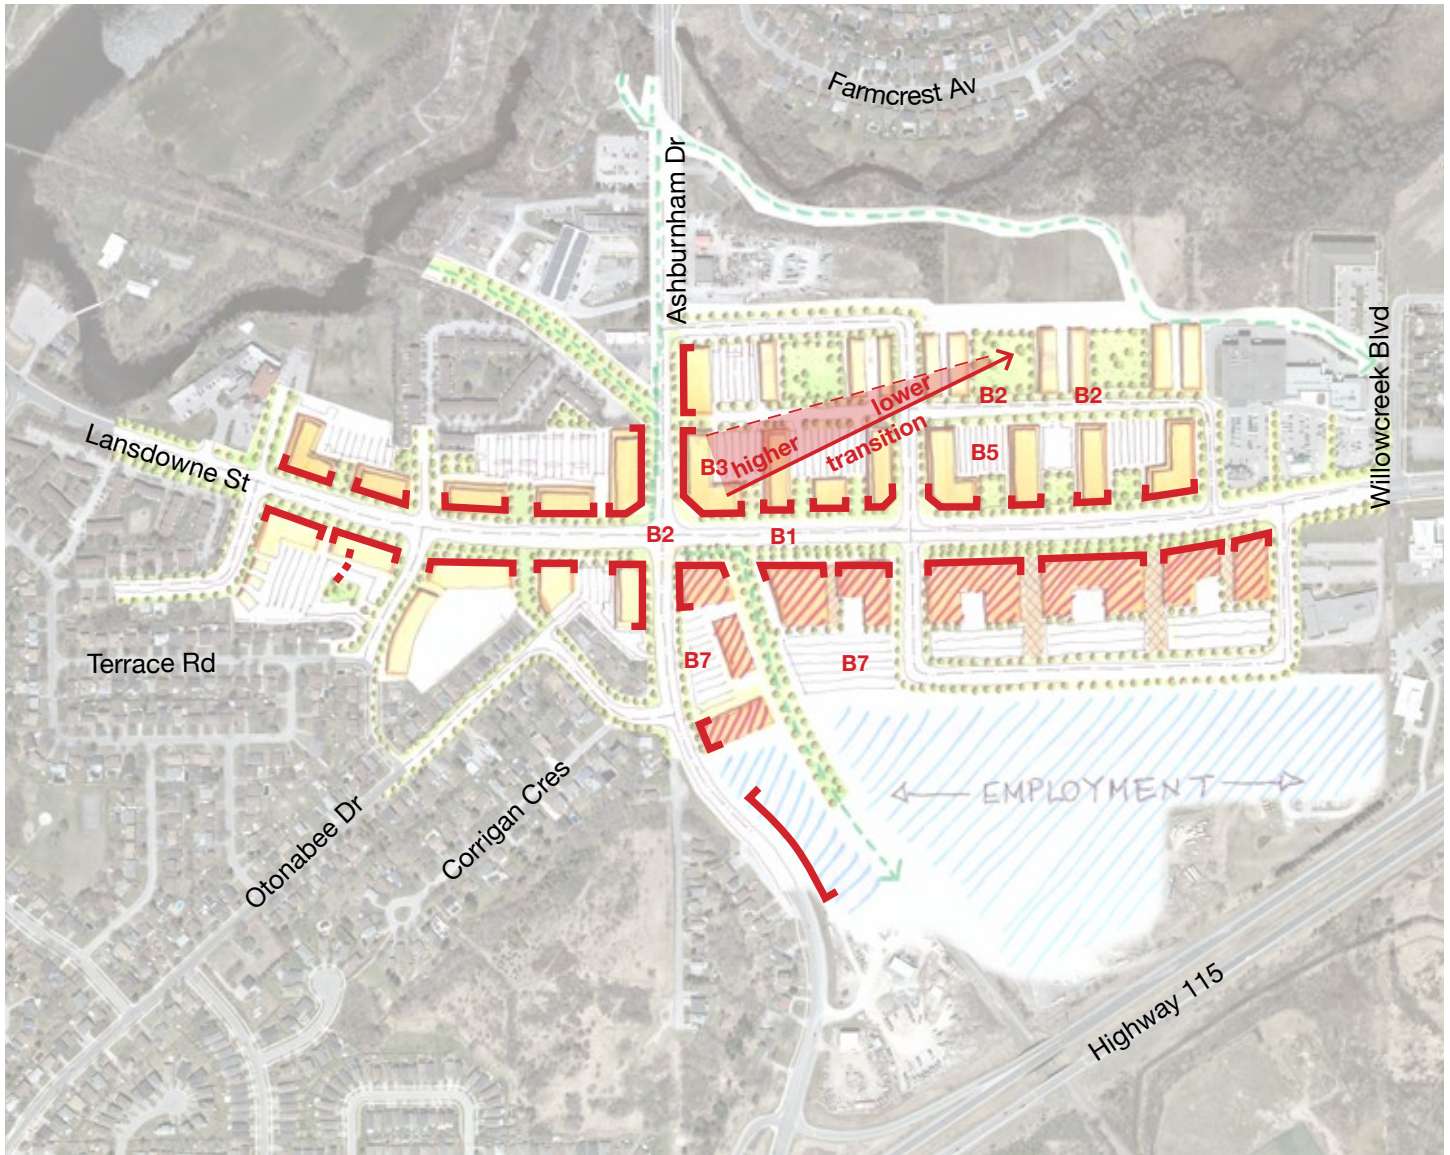 Farmcrest Av
Ashburnham Dr
Willowcreek Blvd
lower
B2
B2
Lansdowne St
B3
higher
transition
B5
B2
B1
Terrace Rd
B7
B7
EMPLOYMENT
Otonabee Dr
Corrigan Cres
Highway 115